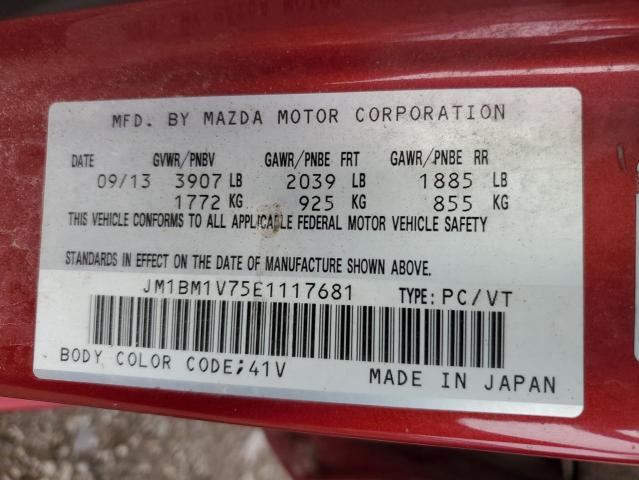 MFD. BY MAZDA MOTOR CORPORATION
DATE GVWR/PNBV GAWR/PNBE FRT GAWR/PNBE RR
09/13 3907 LB 2039 LB 1885 LB
1772 KG 925 KG 855 KG
THIS VEHICLE CONFORMS TO ALL APPLICABLE FEDERAL MOTOR VEHICLE SAFETY
STANDARDS IN EFFECT ON THE DATE OF MANUFACTURE SHOWN ABOVE.
JM1BM1V75E1117681 TYPE: PC/VT
BODY COLOR CODE;41V MADE IN JAPAN